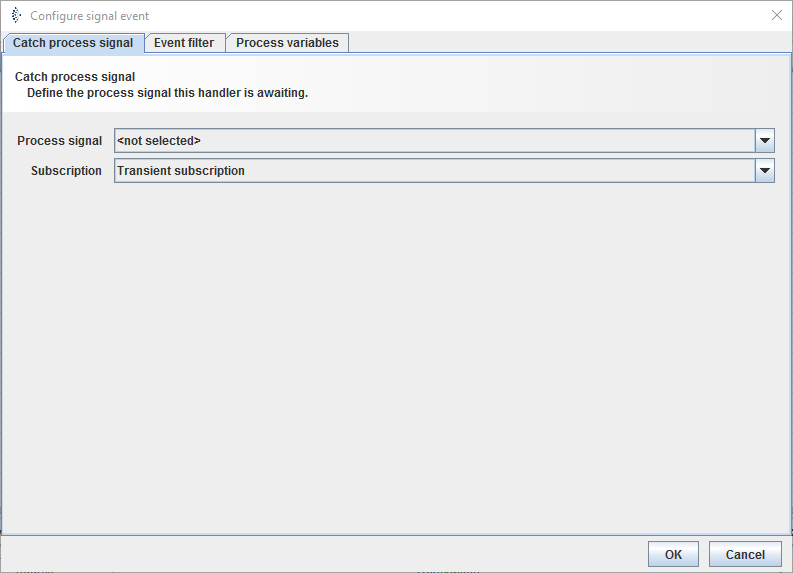 Configure signal event
Catch process signal Event filter Process variables
Catch process signal
Define the process signal this handler is awaiting.
Process signal <not selected>
Subscription Transient subscription
OK Cancel